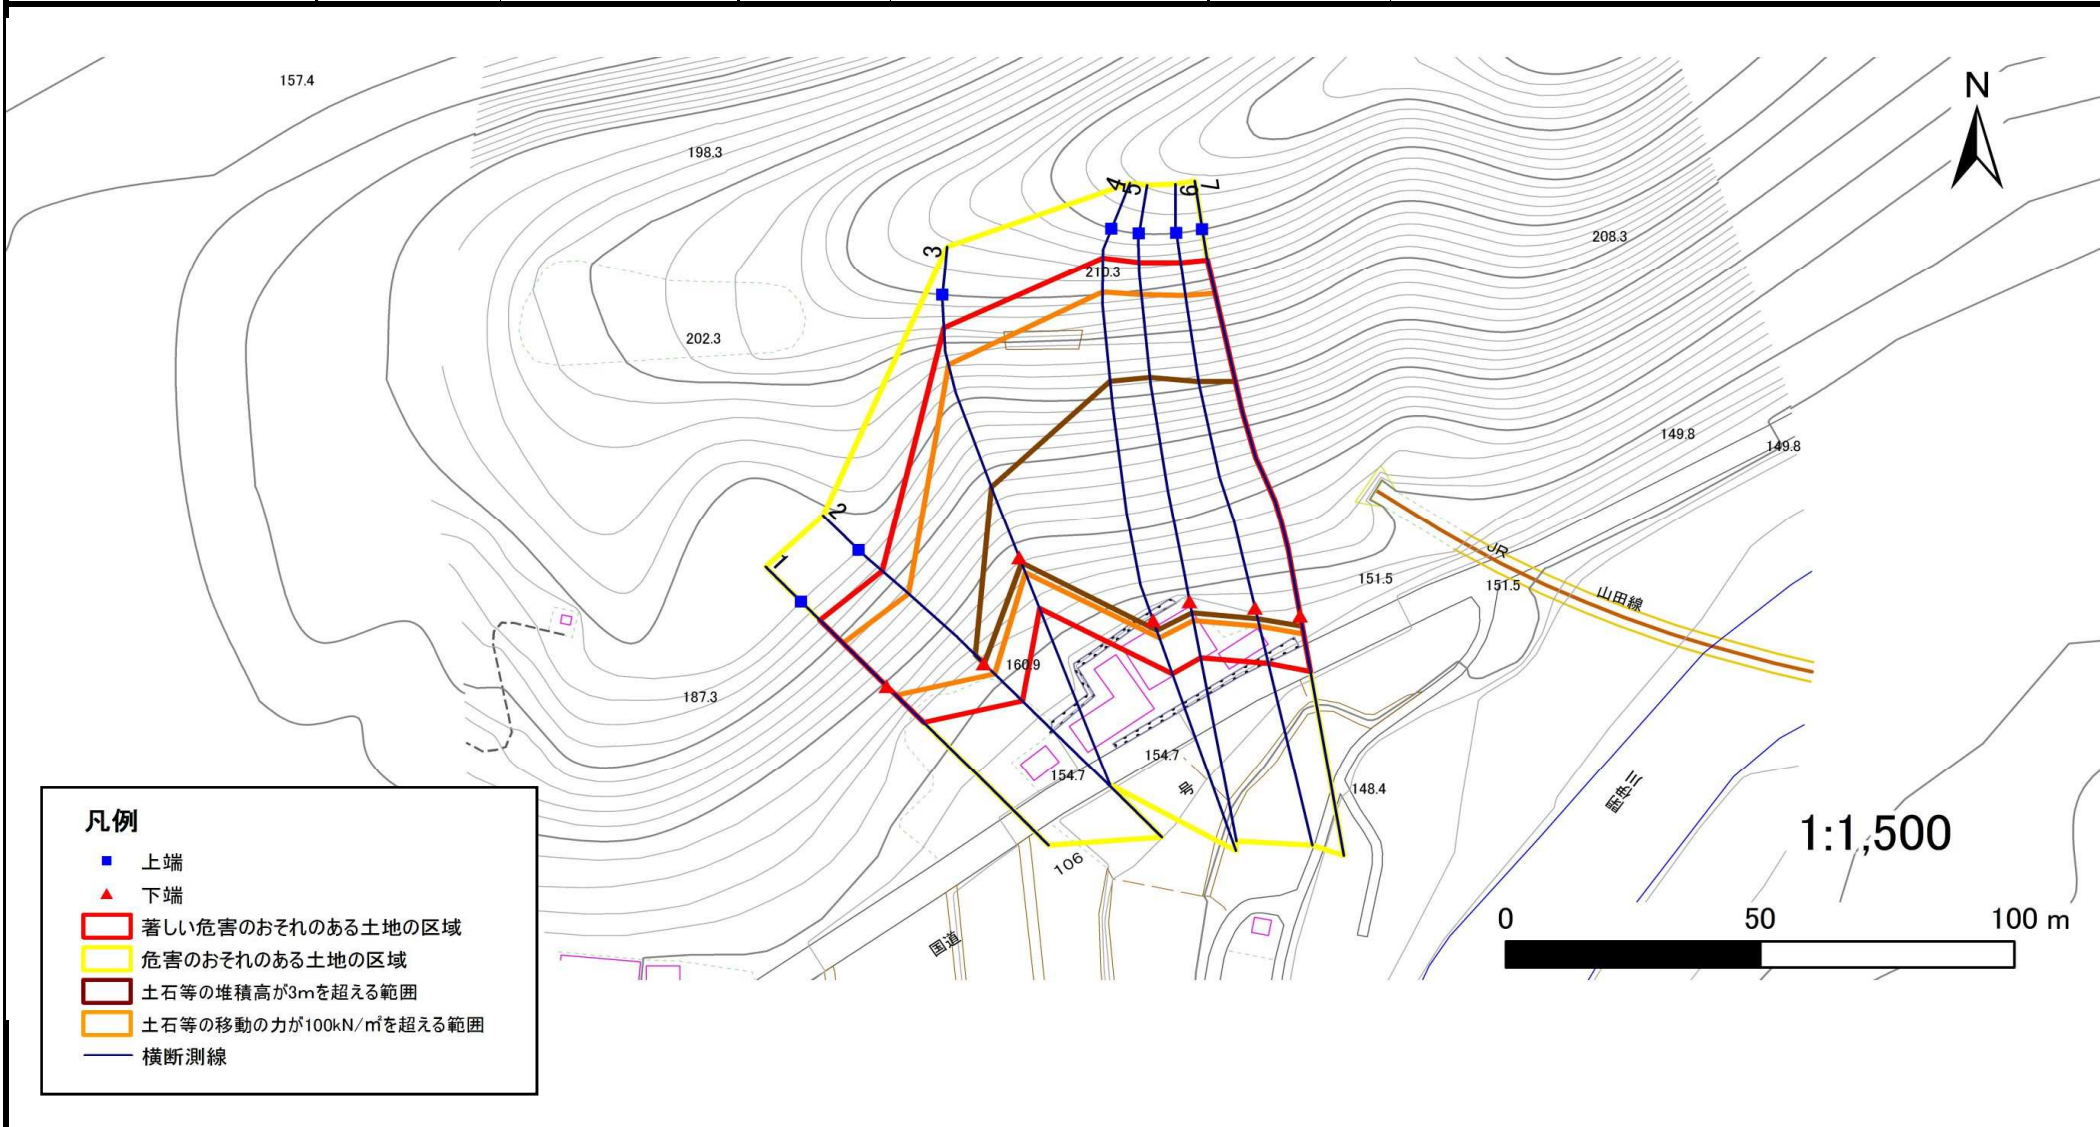 157.4
N
198.3
4
5
6
7
3
208.3
210.3
202.3
149.8
149.8
2
1
JR
山田線
151.5
151.5
160.9
187.3
154.7
154.7
号
148.4
106
国道
1:1,500
0 50 100 m
凡例
上端
下端
著しい危害のおそれのある土地の区域
危害のおそれのある土地の区域
土石等の堆積高が3mを超える範囲
土石等の移動の力が100kN/㎡を超える範囲
横断測線